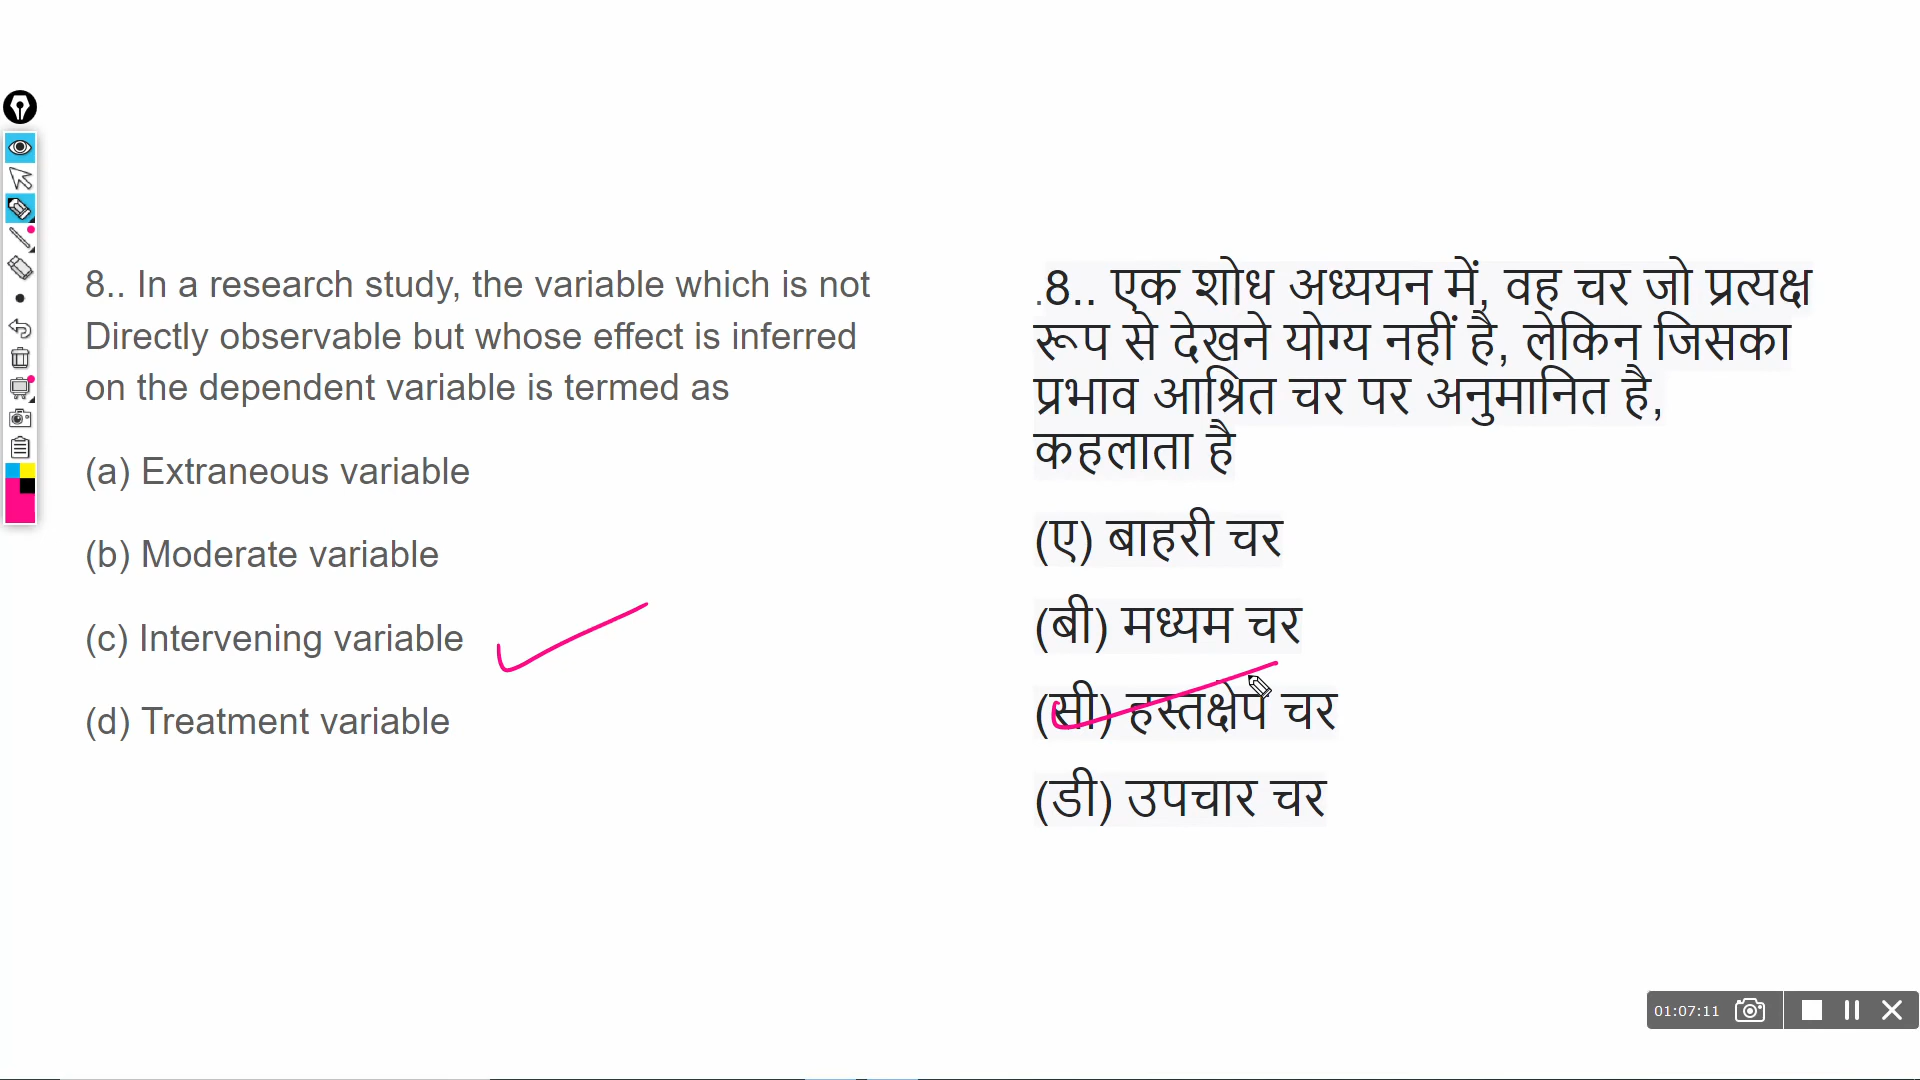 8.. In a research study, the variable which is not
Directly observable but whose effect is inferred
on the dependent variable is termed as
(a) Extraneous variable
(b) Moderate variable
(c) Intervening variable
(d) Treatment variable
.8.. एक शोध अध्ययन में, वह चर जो प्रत्यक्ष
रूप से देखने योग्य नहीं है, लेकिन जिसका
प्रभाव आश्रित चर पर अनुमानित है,
कहलाता है
(ए) बाहरी चर
(बी) मध्यम चर
(सी) हस्तक्षेप चर
(डी) उपचार चर
01:07:11